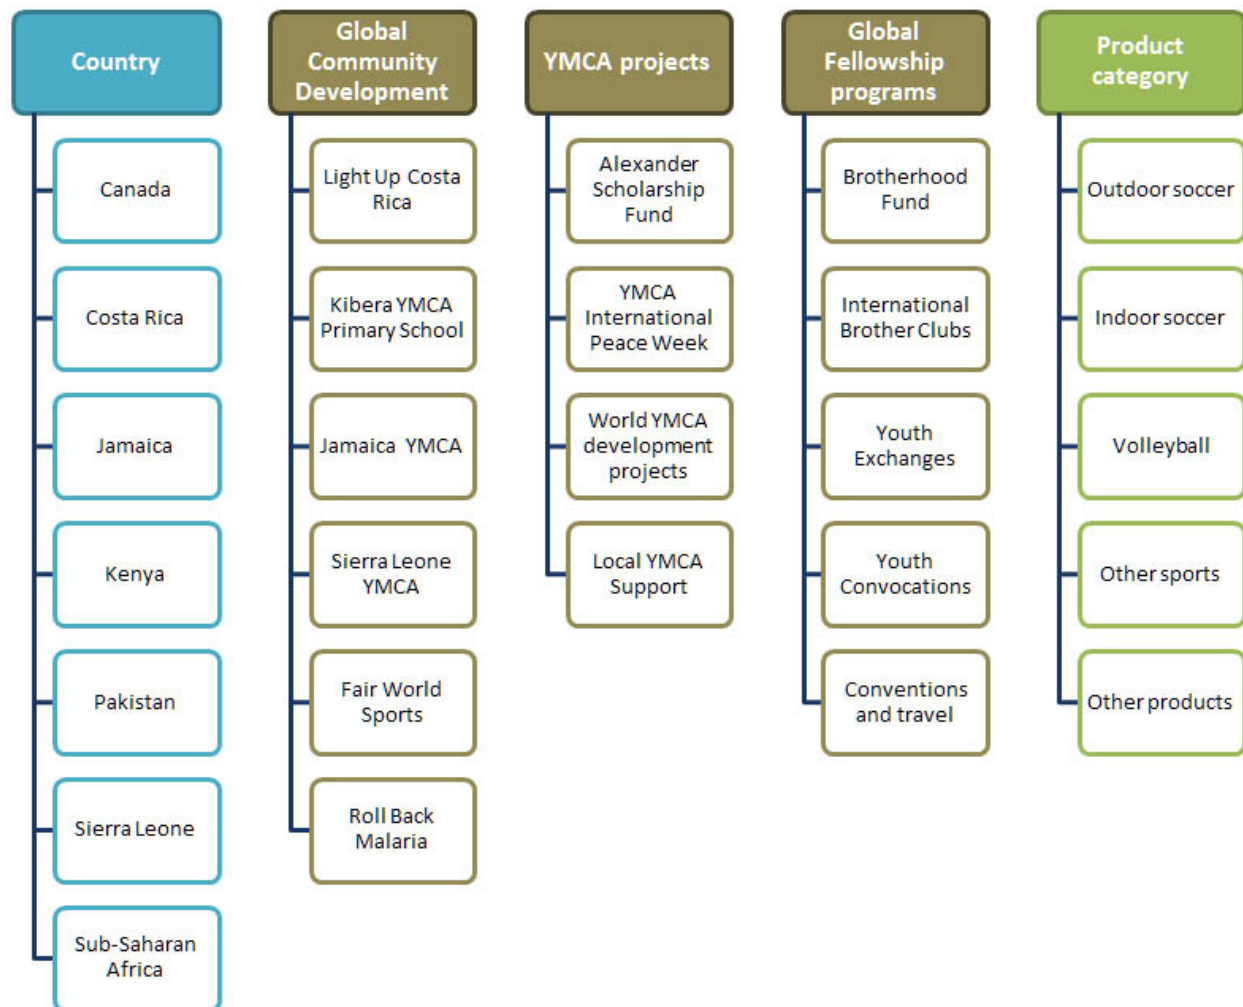 Country
Canada
Costa Rica
Jamaica
Kenya
Pakistan
Sierra Leone
Sub-Saharan
Africa
Global
Community
Development
Light Up Costa
Rica
Kibera YMCA
Primary School
Jamaica YMCA
Sierra Leone
YMCA
Fair World
Sports
Roll Back
Malaria
YMCA projects
Alexander
Scholarship
Fund
YMCA
International
Peace Week
World YMCA
development
projects
Local YMCA
Support
Global
Fellowship
programs
Brotherhood
Fund
International
Brother Clubs
Youth
Exchanges
Youth
Convocations
Conventions
and travel
Product
category
Outdoor soccer
Indoor soccer
Volleyball
Other sports
Other products